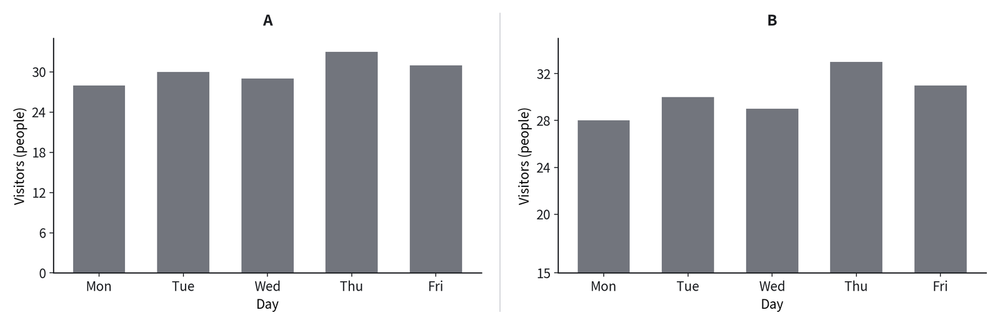 A
Visitors (people)
30
24
18
12
6
0
Mon Tue Wed Thu Fri
Day
B
Visitors (people)
32
28
24
20
15
Mon Tue Wed Thu Fri
Day